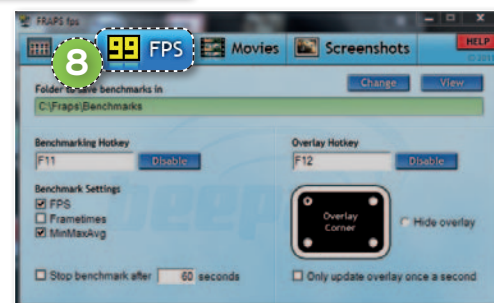 FRAPS fps
8
99 FPS Movies Screenshots HELP
Folder to save benchmarks in Change View
C:\Fraps\Benchmarks
Benchmarking Hotkey Overlay Hotkey
F11 Disable F12 Disable
Benchmark Settings
FPS
Frametimes
MinMaxAvg
Overlay
Corner
Hide overlay
Stop benchmark after 60 seconds Only update overlay once a second
beep